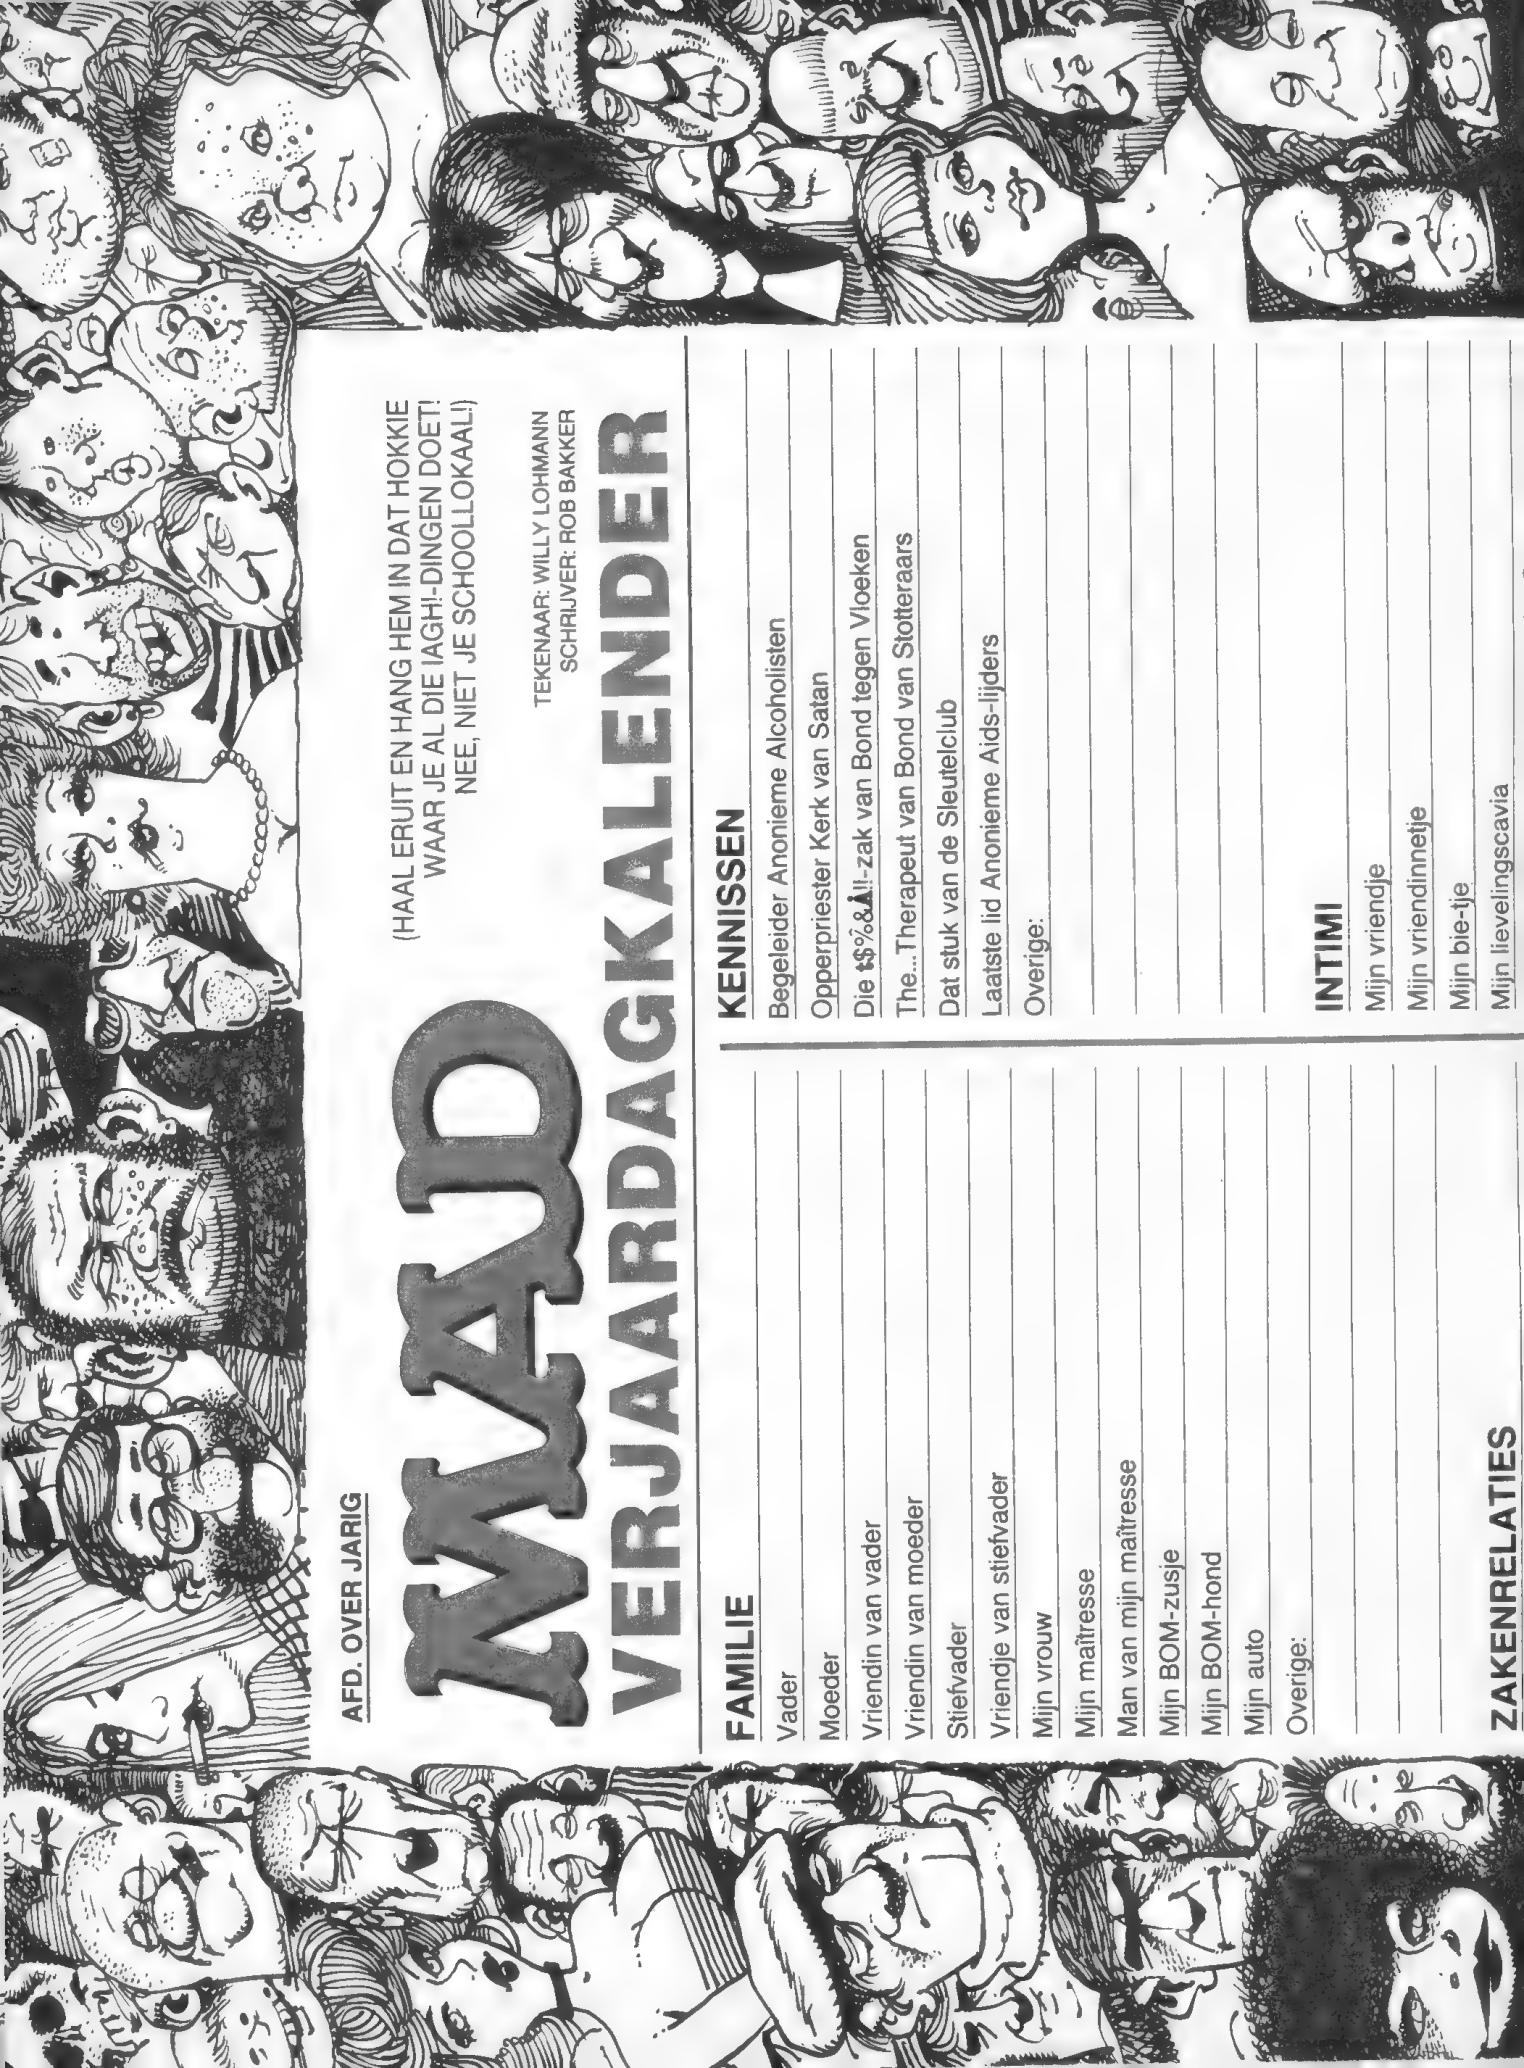 AFD. OVER JARIG
(HAAL ERUIT EN HANG HEM IN DAT HOKKIE
WAAR JE AL DIE IAGH!-DINGEN DOET!
NEE, NIET JE SCHOOLLOKAAL!)
MAD
TEKENAAR: WILLY LOHMANN
SCHRIJVER: ROB BAKKER
VERJAARDAGKALENDER
FAMILIE
Vader
Moeder
Vriendin van vader
Vriendin van moeder
Stiefvader
Vriendje van stiefvader
Mijn vrouw
Mijn maîtresse
Man van mijn maîtresse
Mijn BOM-zusje
Mijn BOM-hond
Mijn auto
Overige:
ZAKENRELATIES
KENNISSEN
Begeleider Anonieme Alcoholisten
Opperpriester Kerk van Satan
Die -zak van Bond tegen Vloeken
The...Therapeut van Bond van Stotteraars
Dat stuk van de Sleutelclub
Laatste lid Anonieme Aids-lijders
Overige:
INTIMI
Mijn vriendje
Mijn vriendinnetje
Mijn bie-tje
Mijn lievelingscavia